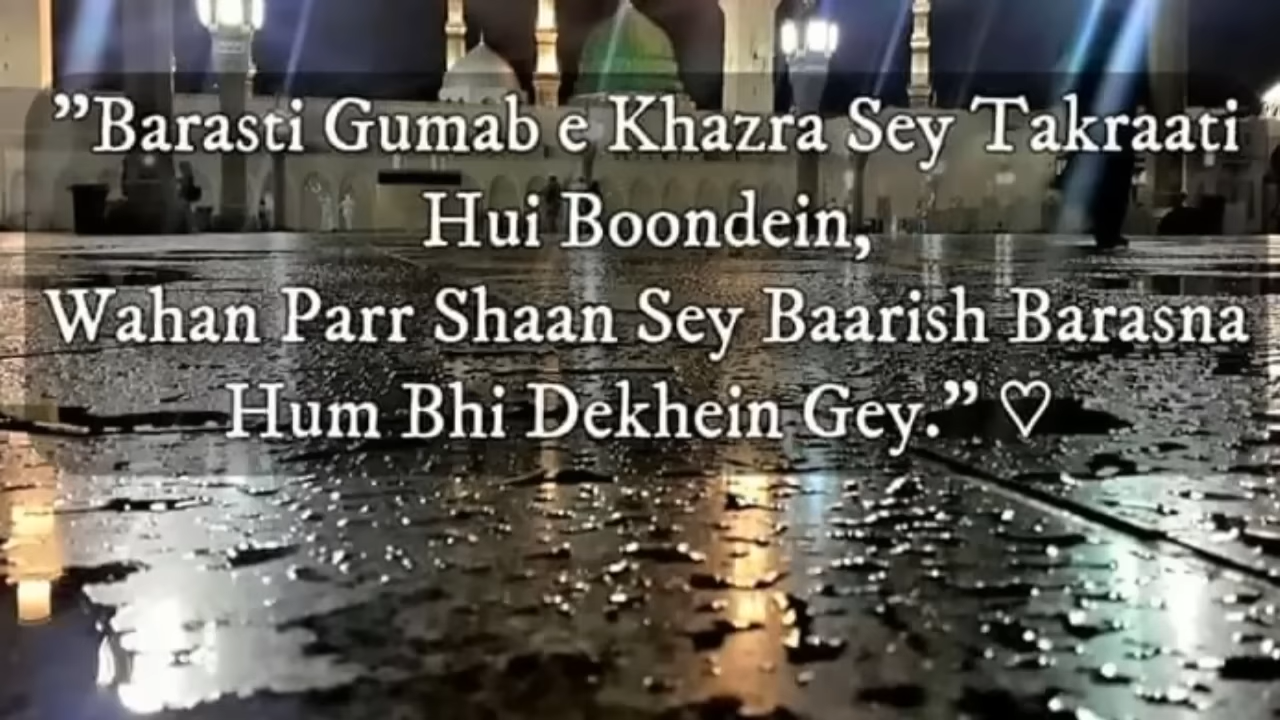 ”Barasti Gumab e Khazra Sey Takraati
Hui Boondein,
Wahan Parr Shaan Sey Baarish Barasna
Hum Bhi Dekhein Gey.” ♡